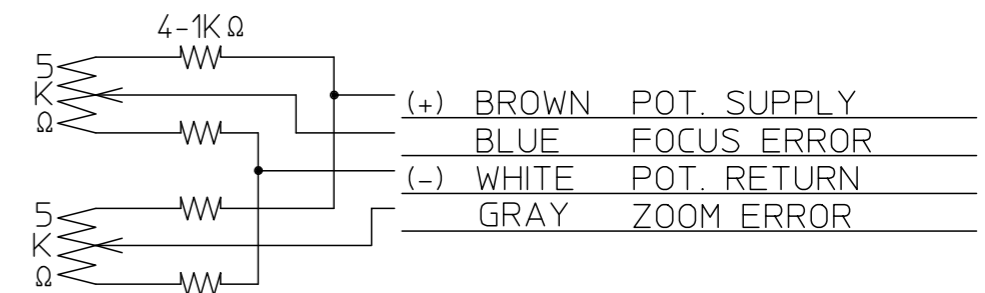 4-1KΩ
5
K
Ω
(+) BROWN POT. SUPPLY
BLUE FOCUS ERROR
(-) WHITE POT. RETURN
GRAY ZOOM ERROR
5
K
Ω